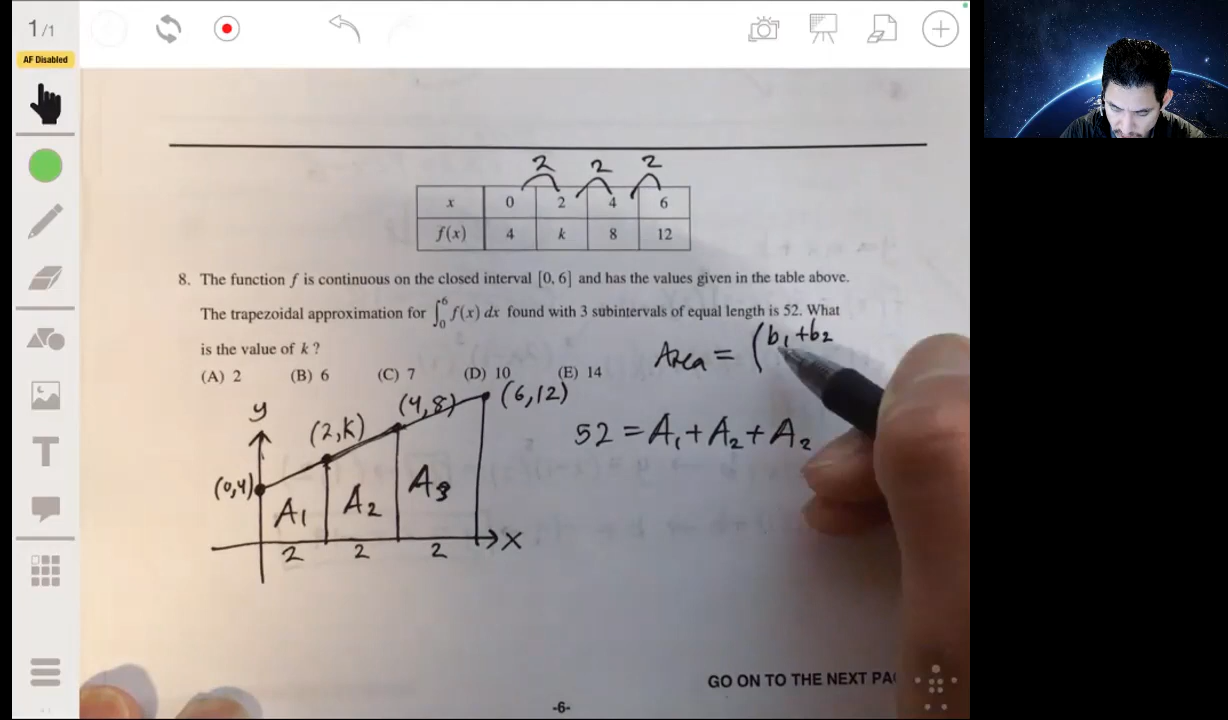 1/1
AF Disabled
2 2 2
x 0 2 4 6
f(x) 4 k 8 12
8. The function f is continuous on the closed interval [0, 6] and has the values given in the table above.
The trapezoidal approximation for ∫₀⁶ f(x) dx found with 3 subintervals of equal length is 52. What
is the value of k?
(A) 2 (B) 6 (C) 7 (D) 10 (E) 14
Area = (b₁+b₂
52 = A₁+A₂+A₂
y
(0,4)
(2,k)
(4,8)
(6,12)
A₁ A₂ A₃
2 2 2
x
T
GO ON TO THE NEXT
-6-